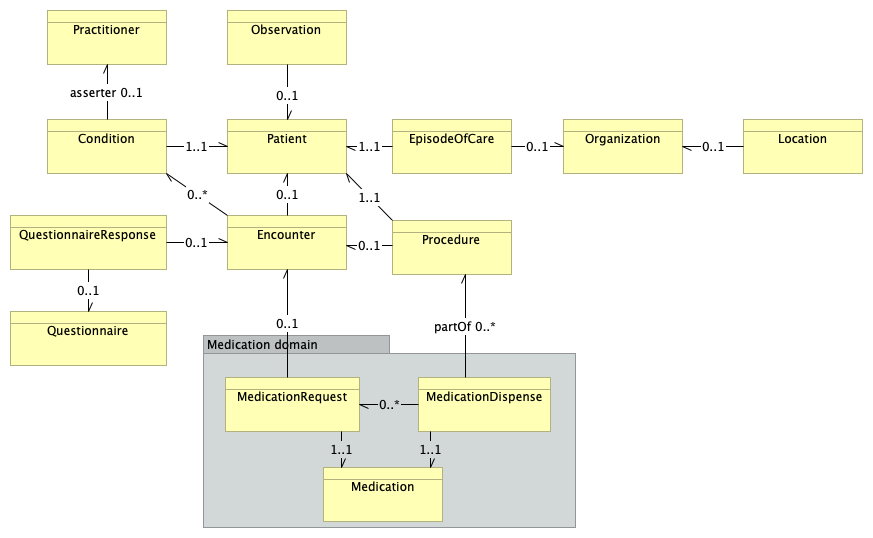 Practitioner
Observation
asserter 0..1
0..1
Condition
1..1
Patient
1..1
EpisodeOfCare
0..1
Organization
0..1
Location
0..*
0..1
1..1
QuestionnaireResponse
0..1
Encounter
0..1
Procedure
0..1
Questionnaire
0..1
partOf 0..*
Medication domain
MedicationRequest
0..*
MedicationDispense
1..1
1..1
Medication